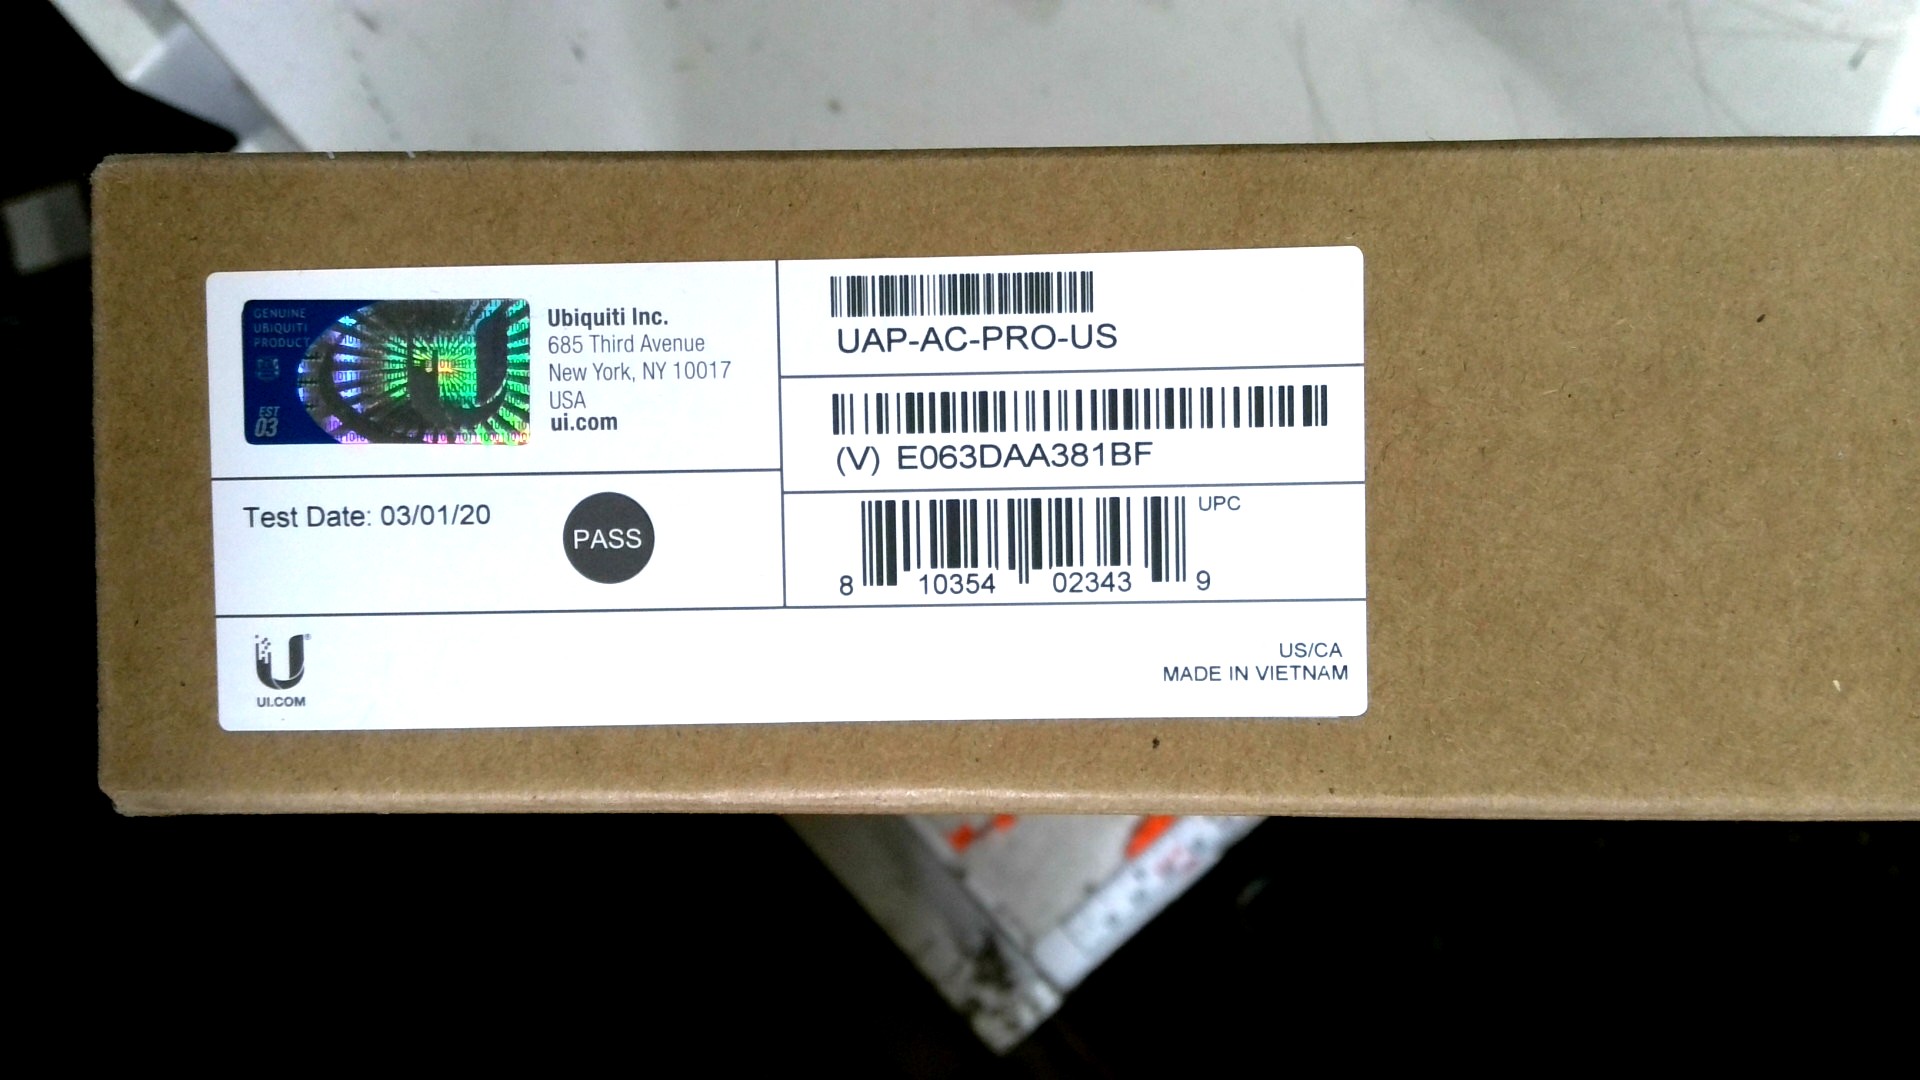 GENUINE
UBIQUITI
PRODUCT
EST
03
Ubiquiti Inc.
685 Third Avenue
New York, NY 10017
USA
ui.com
UAP-AC-PRO-US
(V) E063DAA381BF
Test Date: 03/01/20
PASS
UPC
8 10354 02343 9
U®
UI.COM
US/CA
MADE IN VIETNAM